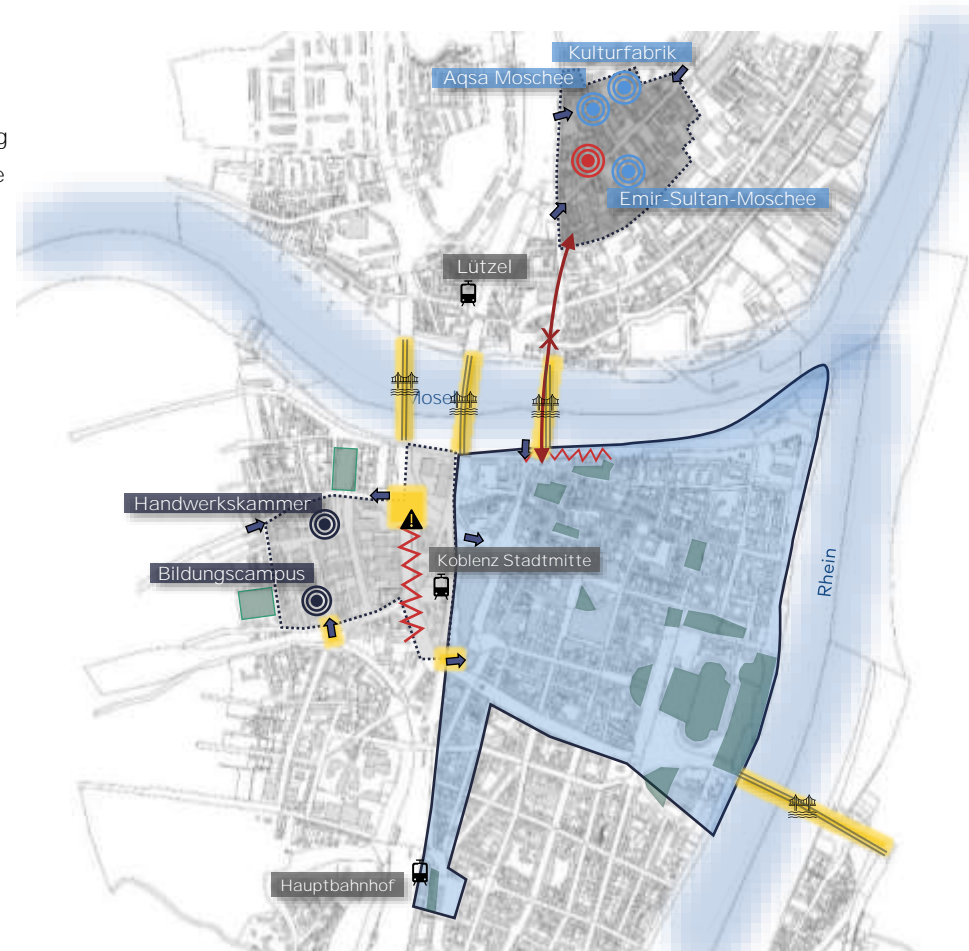 Kulturfabrik
Aqsa Moschee
g
e
Emir-Sultan-Moschee
Lützel
Mosel
Handwerkskammer
Koblenz Stadtmitte
Bildungscampus
Rhein
Hauptbahnhof